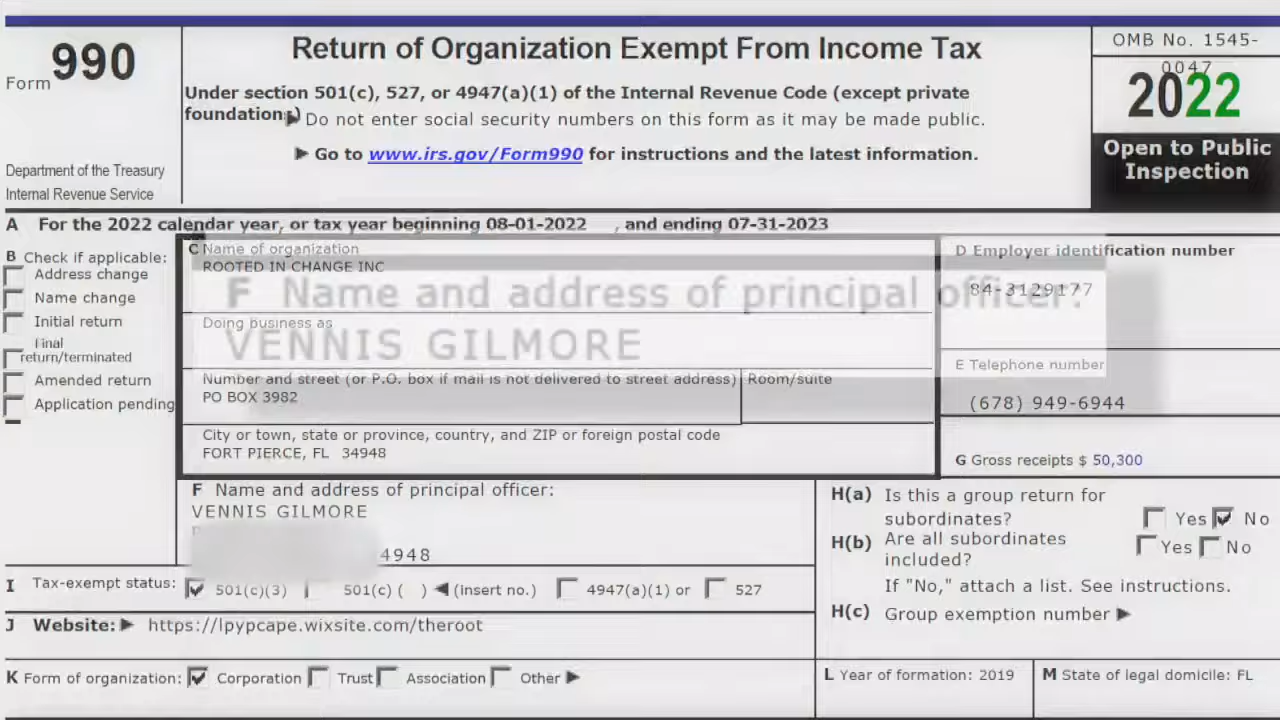 Form 990
Return of Organization Exempt From Income Tax
OMB No. 1545-
0047
Under section 501(c), 527, or 4947(a)(1) of the Internal Revenue Code (except private
foundations)
▶ Do not enter social security numbers on this form as it may be made public.
2022
▶ Go to www.irs.gov/Form990 for instructions and the latest information.
Open to Public
Inspection
Department of the Treasury
Internal Revenue Service
A For the 2022 calendar year, or tax year beginning 08-01-2022 , and ending 07-31-2023
B Check if applicable:
Address change
Name change
Initial return
Final
return/terminated
Amended return
Application pending
C Name of organization
ROOTED IN CHANGE INC
F Name and address of principal officer:
VENNIS GILMORE
Doing business as
Number and street (or P.O. box if mail is not delivered to street address)
Room/suite
PO BOX 3982
City or town, state or province, country, and ZIP or foreign postal code
FORT PIERCE, FL 34948
D Employer identification number
84-3129177
E Telephone number
(678) 949-6944
G Gross receipts $ 50,300
F Name and address of principal officer:
VENNIS GILMORE
4948
H(a) Is this a group return for
subordinates?
Yes No
H(b) Are all subordinates
included?
Yes No
If "No," attach a list. See instructions.
H(c) Group exemption number ▶
I Tax-exempt status: 501(c)(3) 501(c) ( ) ◀ (insert no.) 4947(a)(1) or 527
J Website: ▶ https://lpypcape.wixsite.com/theroot
K Form of organization: Corporation Trust Association Other ▶
L Year of formation: 2019
M State of legal domicile: FL